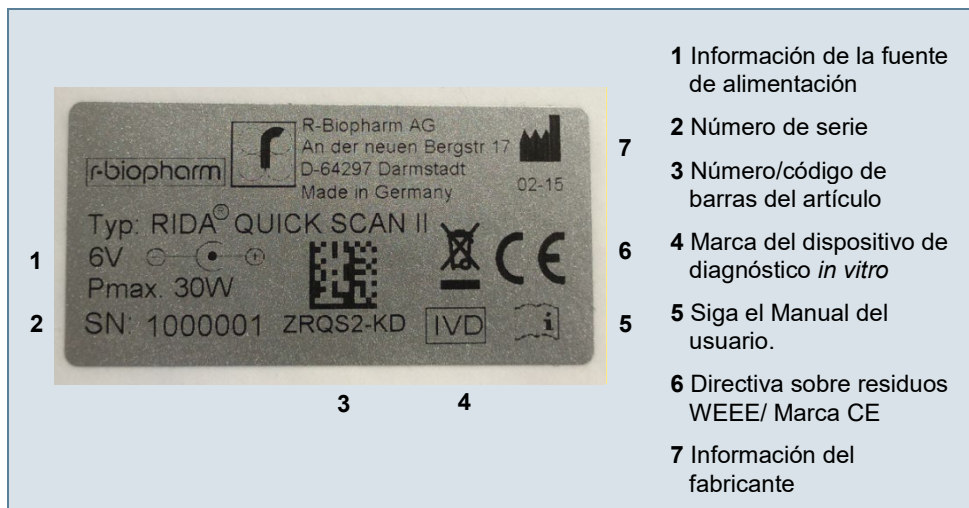 r-biopharm
R-Biopharm AG
An der neuen Bergstr 17
D-64297 Darmstadt
Made in Germany
02-15
Typ: RIDA® QUICK SCAN II
6V
Pmax. 30W
SN: 1000001 ZRQS2-KD IVD i
CE
1
2
3
4
5
6
7
1 Información de la fuente
de alimentación
2 Número de serie
3 Número/código de
barras del artículo
4 Marca del dispositivo de
diagnóstico in vitro
5 Siga el Manual del
usuario.
6 Directiva sobre residuos
WEEE/ Marca CE
7 Información del
fabricante